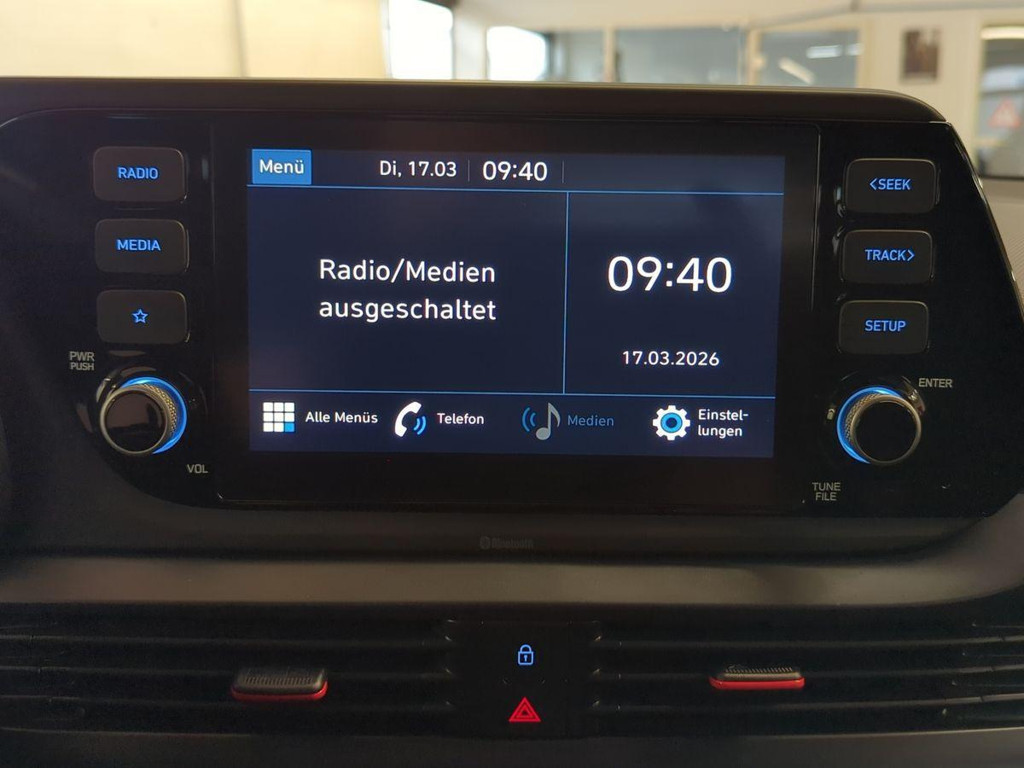 RADIO
MEDIA
PWR
PUSH
VOL
Menü
Di, 17.03
09:40
Radio/Medien
ausgeschaltet
09:40
17.03.2026
Alle Menüs
Telefon
Medien
Einstel-
lungen
<SEEK
TRACK>
SETUP
ENTER
TUNE
FILE
Bluetooth